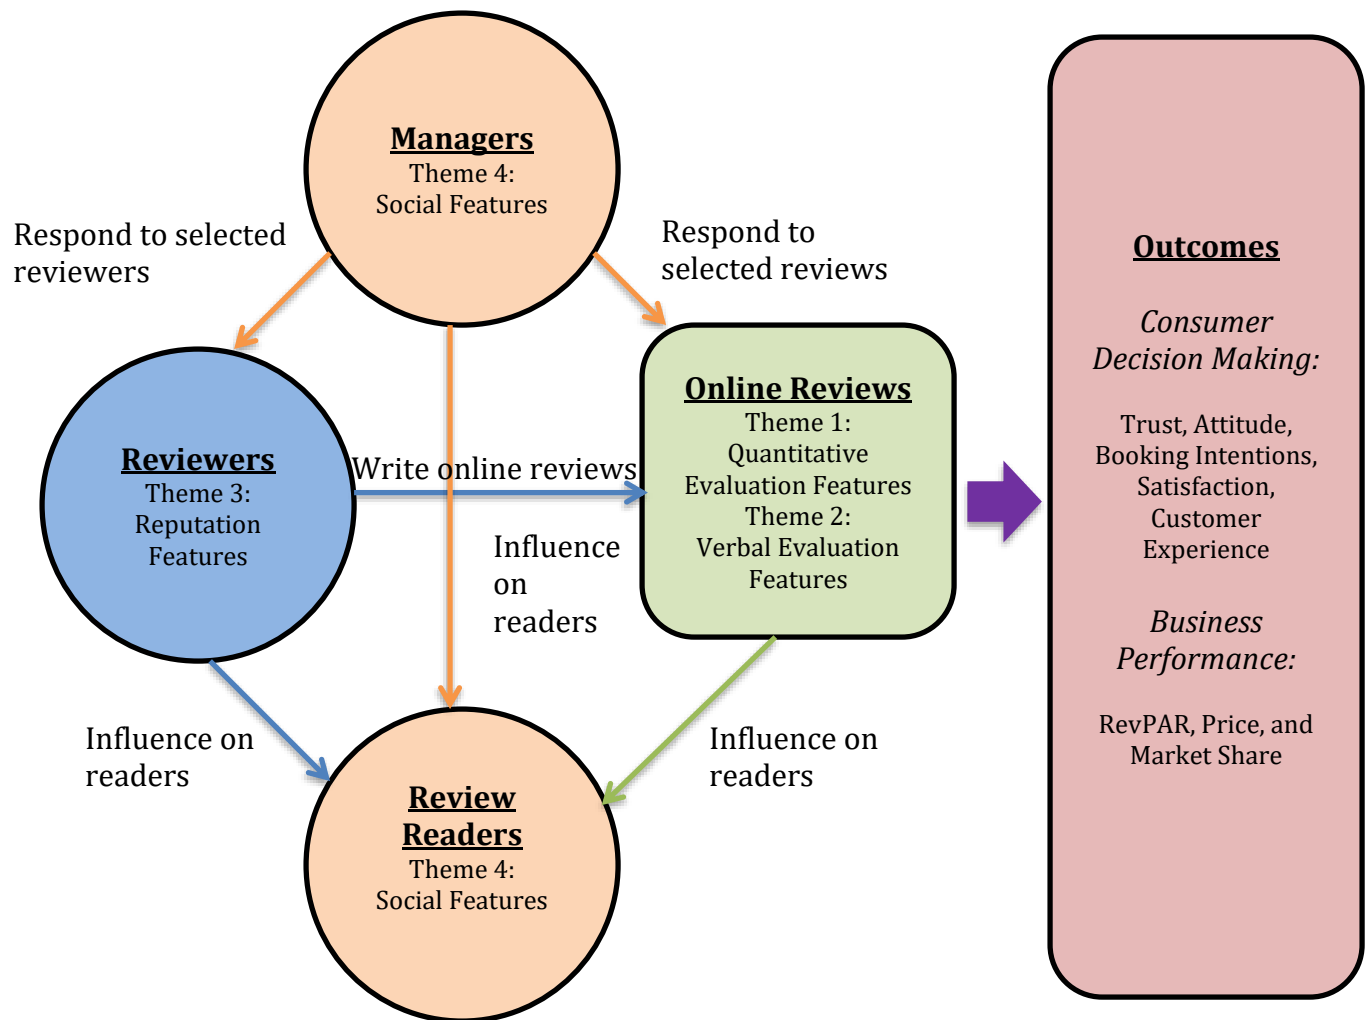 Managers
Theme 4:
Social Features
Respond to selected
reviewers
Respond to
selected reviews
Reviewers
Theme 3:
Reputation
Features
Write online reviews
Online Reviews
Theme 1:
Quantitative
Evaluation Features
Theme 2:
Verbal Evaluation
Features
Influence
on
readers
Influence on
readers
Influence on
readers
Review
Readers
Theme 4:
Social Features
Outcomes
Consumer
Decision Making:
Trust, Attitude,
Booking Intentions,
Satisfaction,
Customer
Experience
Business
Performance:
RevPAR, Price, and
Market Share